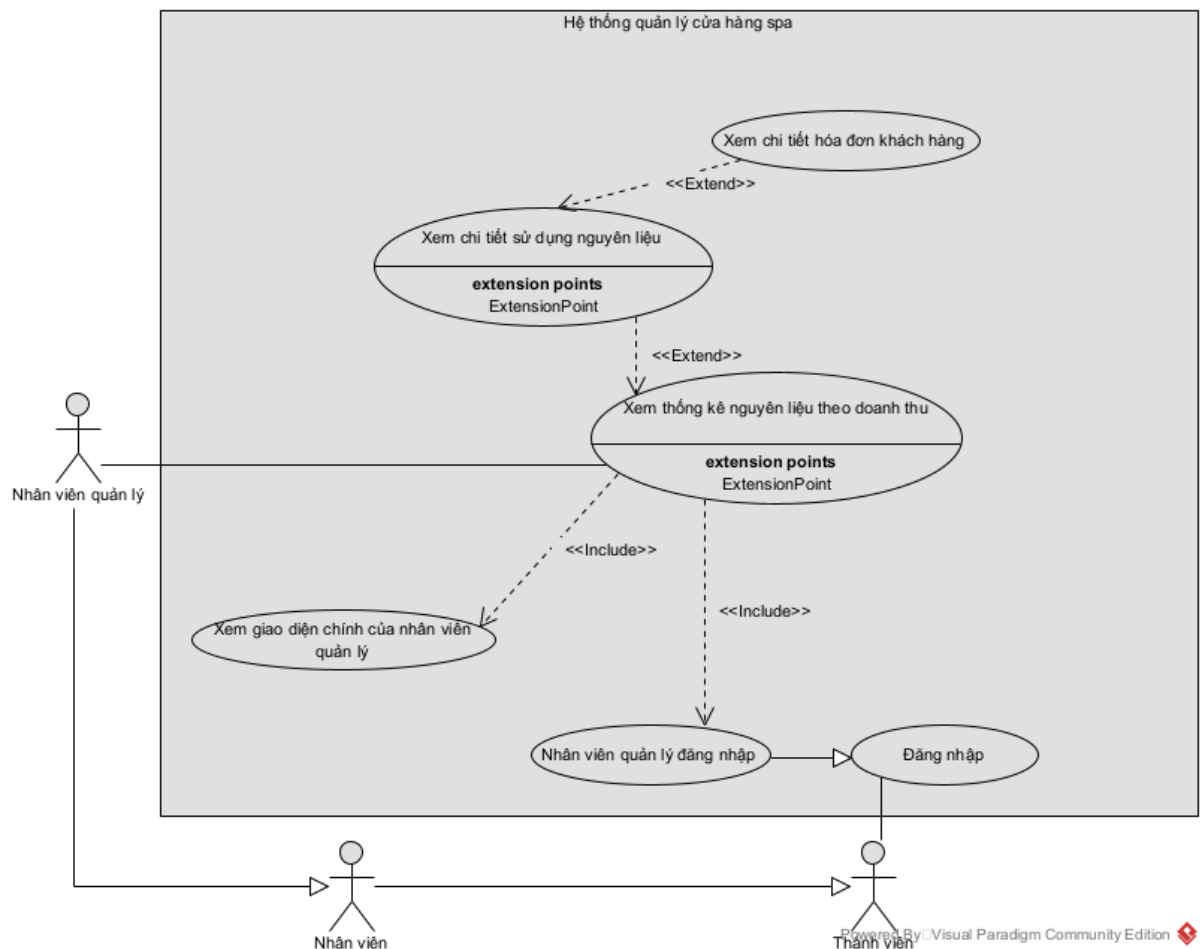 Hệ thống quản lý cửa hàng spa
Xem chi tiết hóa đơn khách hàng
<<Extend>>
Xem chi tiết sử dụng nguyên liệu
extension points
ExtensionPoint
<<Extend>>
Xem thống kê nguyên liệu theo doanh thu
extension points
ExtensionPoint
Nhân viên quản lý
<<Include>>
<<Include>>
Xem giao diện chính của nhân viên
quản lý
Nhân viên quản lý đăng nhập
Đăng nhập
Nhân viên
Thành viên
Powered By Visual Paradigm Community Edition